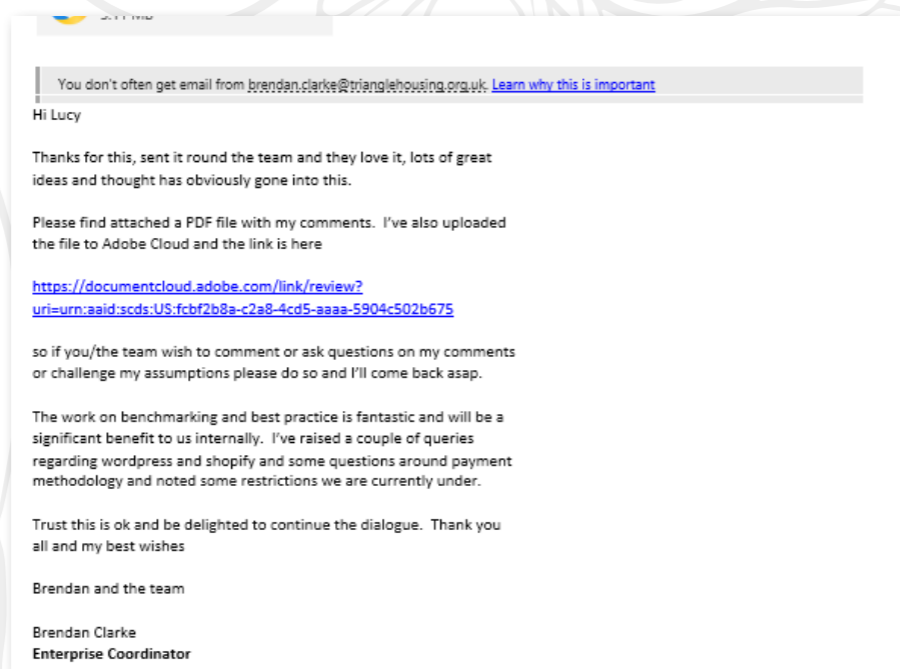 You don't often get email from brendan.clarke@trianglehousing.org.uk. Learn why this is important
Hi Lucy
Thanks for this, sent it round the team and they love it, lots of great
ideas and thought has obviously gone into this.
Please find attached a PDF file with my comments.  I've also uploaded
the file to Adobe Cloud and the link is here
https://documentcloud.adobe.com/link/review?
uri=urn:aaid:scds:US:fcbf2b8a-c2a8-4cd5-aaaa-5904c502b675
so if you/the team wish to comment or ask questions on my comments
or challenge my assumptions please do so and I'll come back asap.
The work on benchmarking and best practice is fantastic and will be a
significant benefit to us internally.  I've raised a couple of queries
regarding wordpress and shopify and some questions around payment
methodology and noted some restrictions we are currently under.
Trust this is ok and be delighted to continue the dialogue.  Thank you
all and my best wishes
Brendan and the team
Brendan Clarke
Enterprise Coordinator